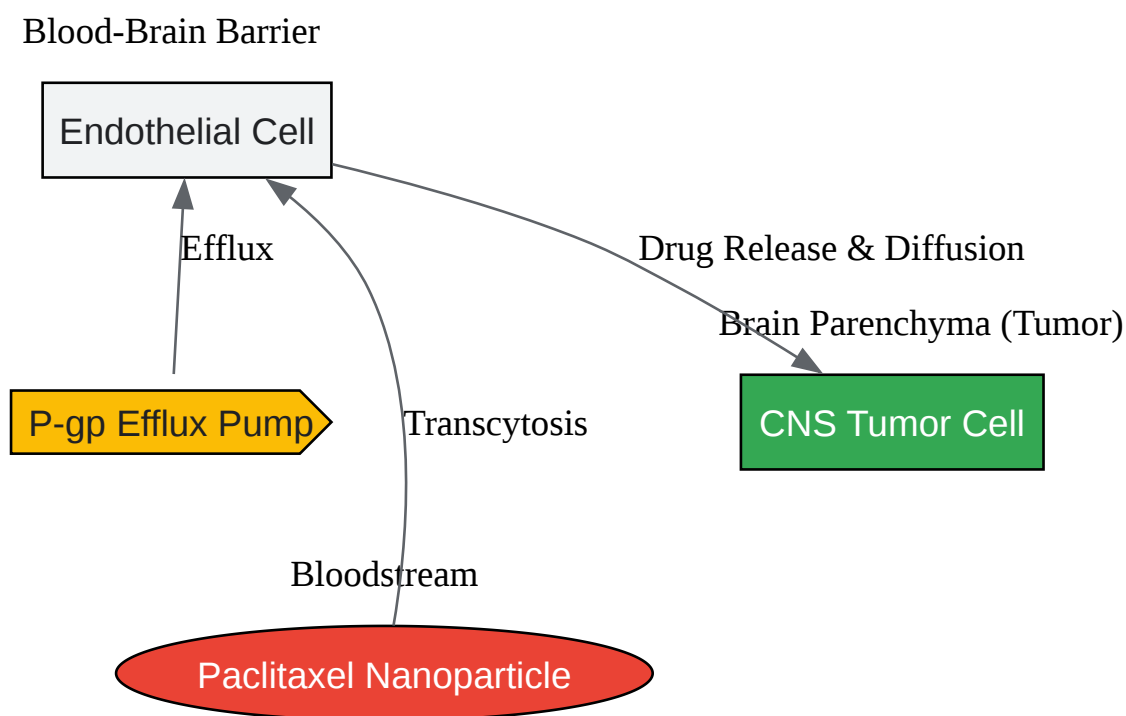 Blood-Brain Barrier
Endothelial Cell
Efflux
Drug Release & Diffusion
Brain Parenchyma (Tumor)
P-gp Efflux Pump
Transcytosis
CNS Tumor Cell
Bloodstream
Paclitaxel Nanoparticle